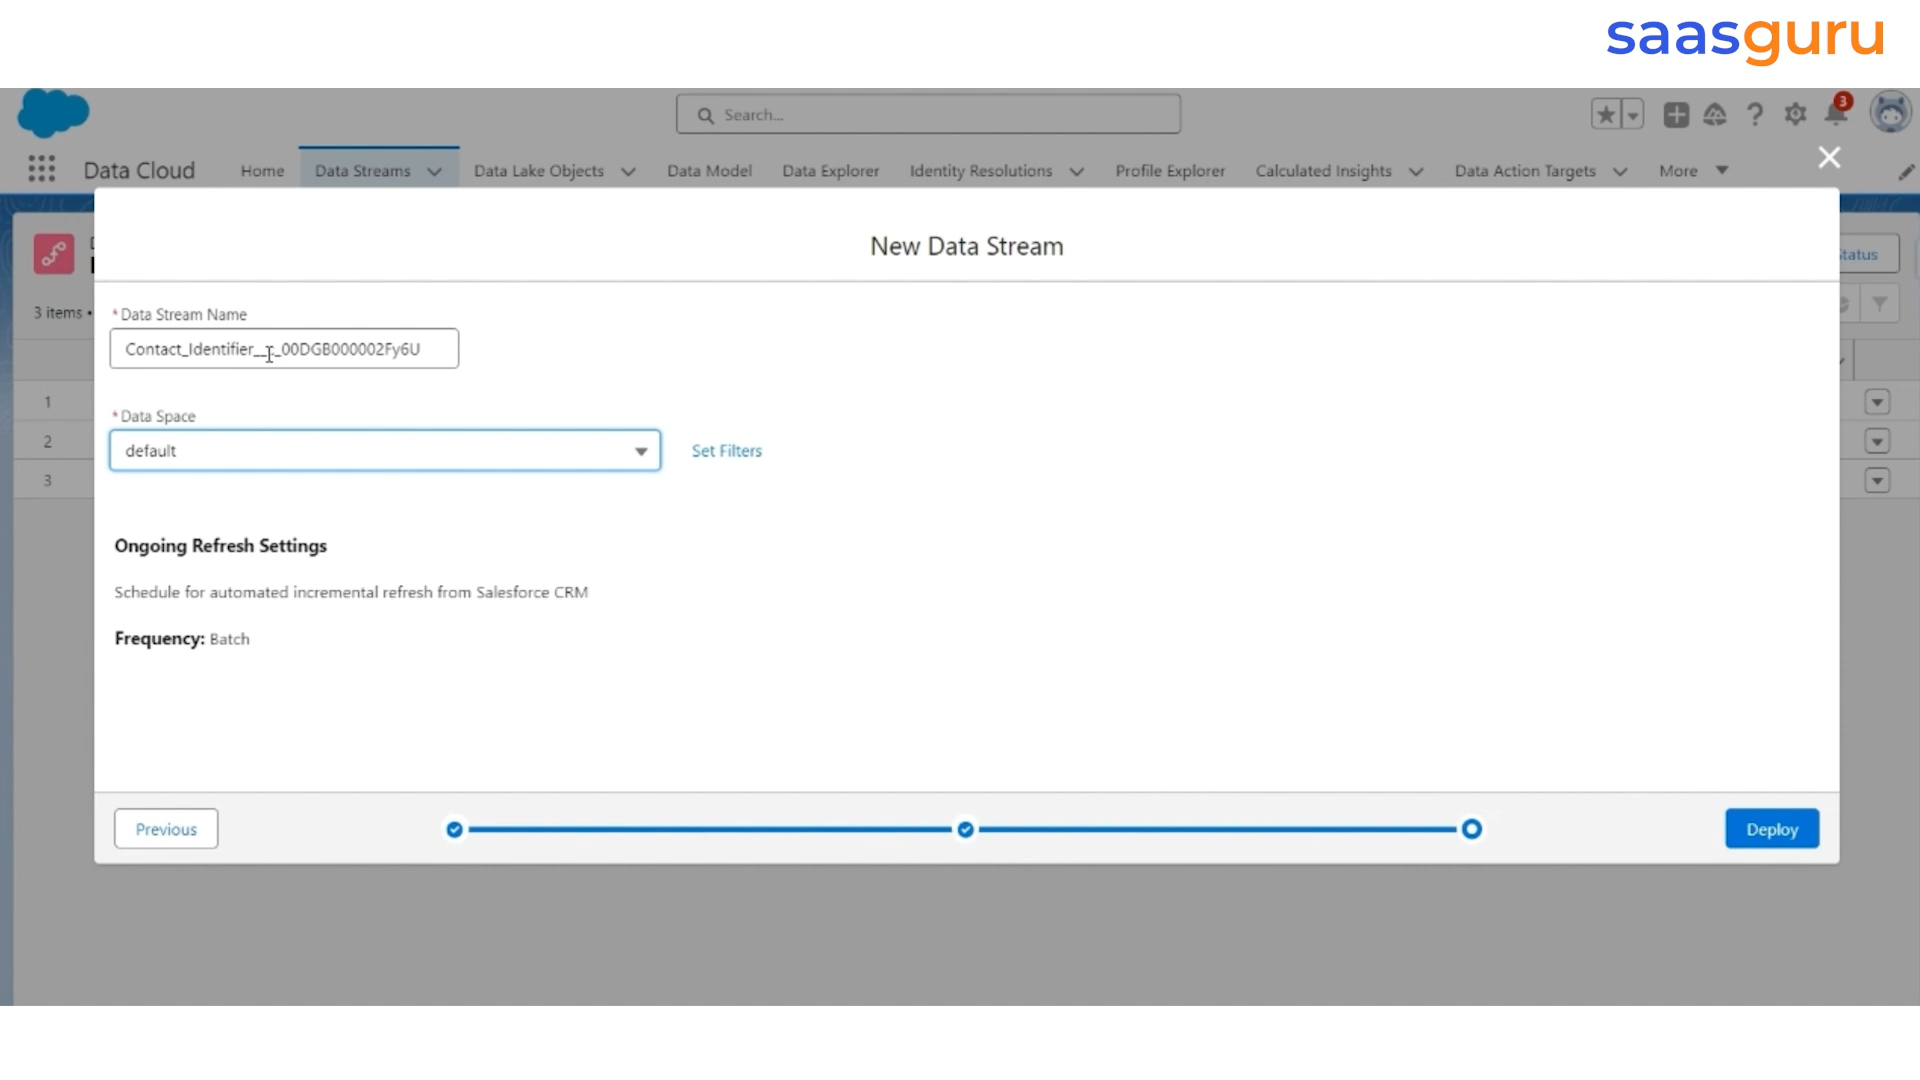 saasguru
Search...
3
Data Cloud
Home
Data Streams
Data Lake Objects
Data Model
Data Explorer
Identity Resolutions
Profile Explorer
Calculated Insights
Data Action Targets
More
New Data Stream
3 items •
* Data Stream Name
* Data Space
default
Set Filters
1
2
3
Ongoing Refresh Settings
Schedule for automated incremental refresh from Salesforce CRM
Frequency: Batch
Previous
Deploy